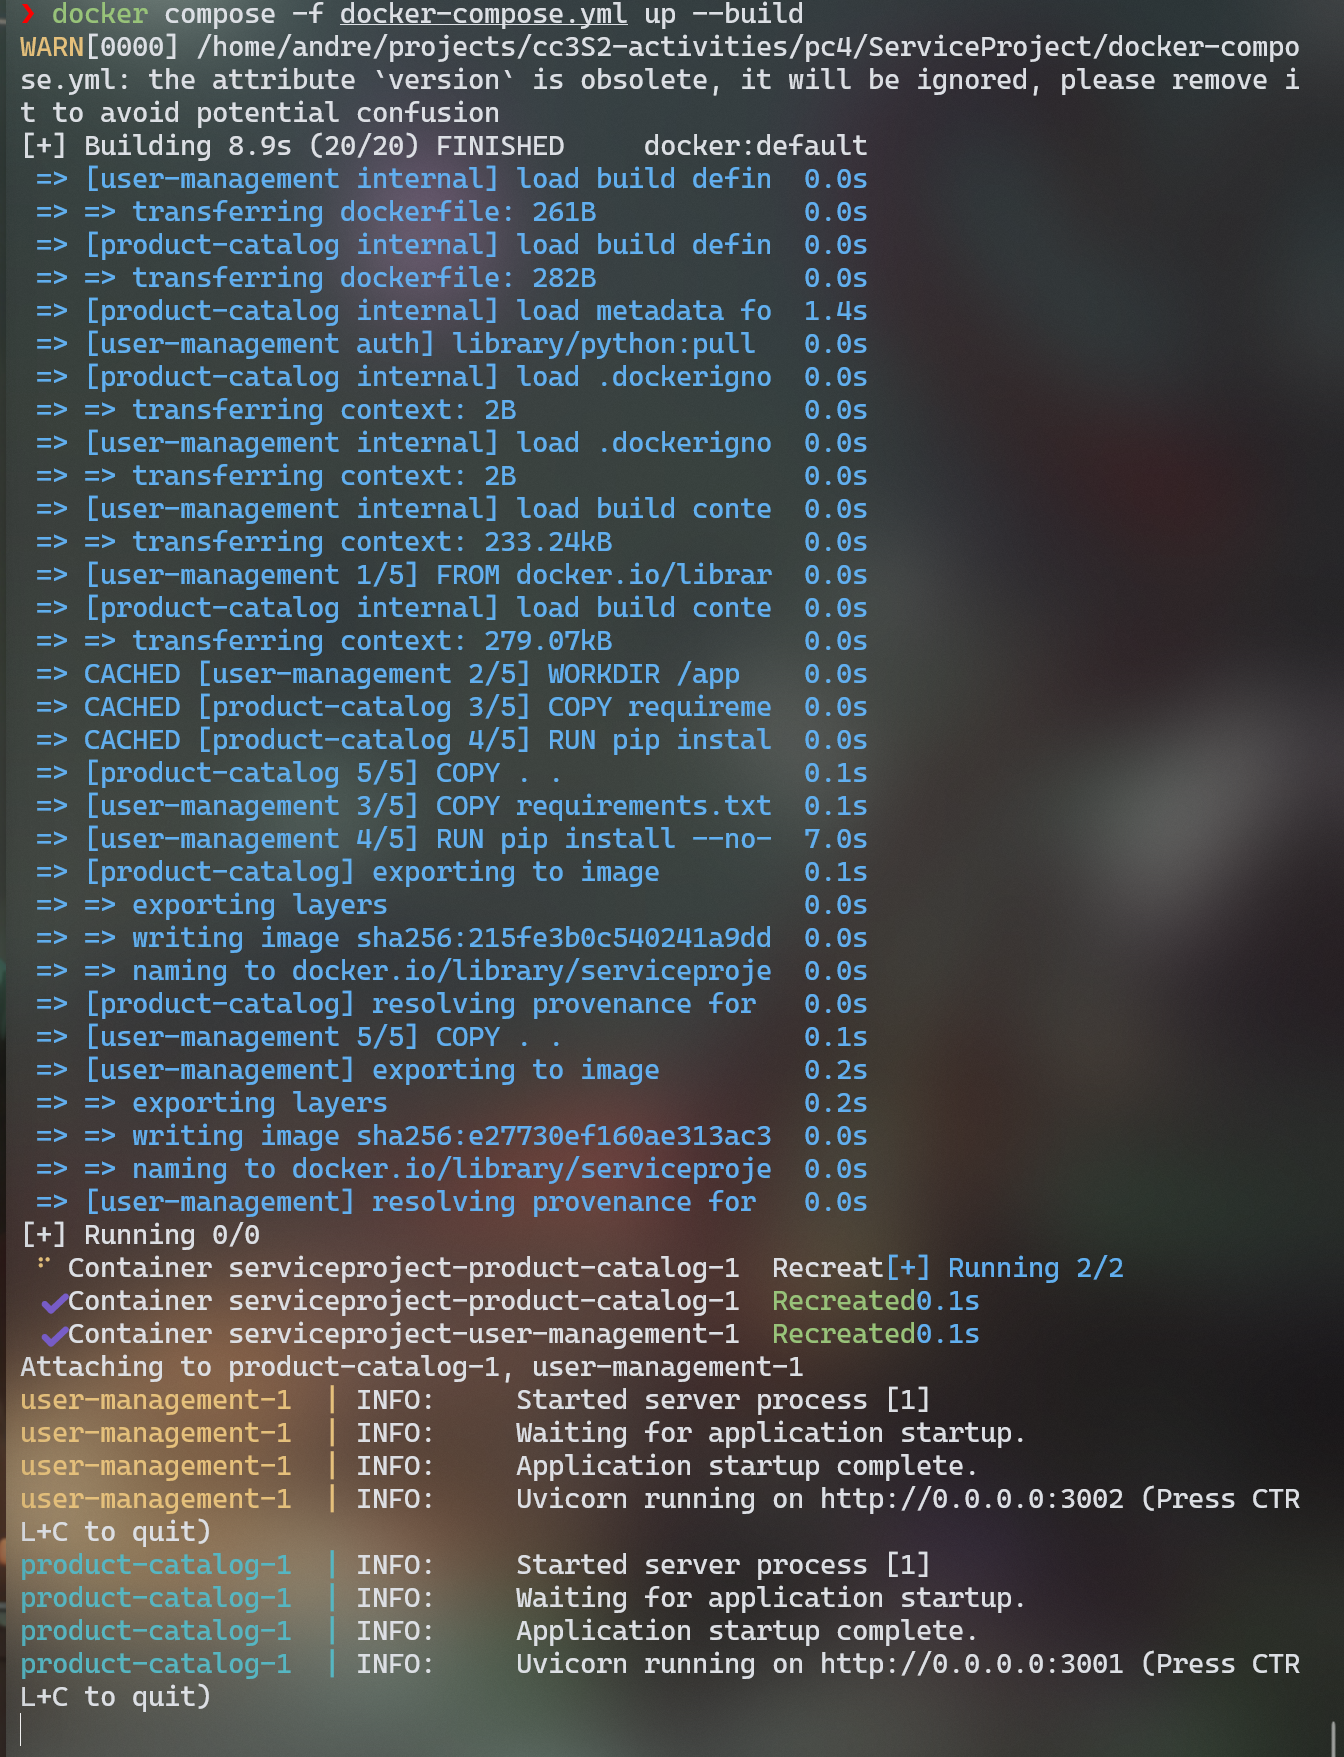 ❯ docker compose -f docker-compose.yml up --build
WARN[0000] /home/andre/projects/cc3S2-activities/pc4/ServiceProject/docker-compo
se.yml: the attribute `version` is obsolete, it will be ignored, please remove i
t to avoid potential confusion
[+] Building 8.9s (20/20) FINISHED     docker:default
 => [user-management internal] load build defin  0.0s
 => => transferring dockerfile: 261B             0.0s
 => [product-catalog internal] load build defin  0.0s
 => => transferring dockerfile: 282B             0.0s
 => [product-catalog internal] load metadata fo  1.4s
 => [user-management auth] library/python:pull   0.0s
 => [product-catalog internal] load .dockerigno  0.0s
 => => transferring context: 2B                  0.0s
 => [user-management internal] load .dockerigno  0.0s
 => => transferring context: 2B                  0.0s
 => [user-management internal] load build conte  0.0s
 => => transferring context: 233.24kB            0.0s
 => [user-management 1/5] FROM docker.io/librar  0.0s
 => [product-catalog internal] load build conte  0.0s
 => => transferring context: 279.07kB            0.0s
 => CACHED [user-management 2/5] WORKDIR /app    0.0s
 => CACHED [product-catalog 3/5] COPY requireme  0.0s
 => CACHED [product-catalog 4/5] RUN pip instal  0.0s
 => [product-catalog 5/5] COPY . .               0.1s
 => [user-management 3/5] COPY requirements.txt  0.1s
 => [user-management 4/5] RUN pip install --no-  7.0s
 => [product-catalog] exporting to image         0.1s
 => => exporting layers                          0.0s
 => => writing image sha256:215fe3b0c540241a9dd  0.0s
 => => naming to docker.io/library/serviceproje  0.0s
 => [product-catalog] resolving provenance for   0.0s
 => [user-management 5/5] COPY . .               0.1s
 => [user-management] exporting to image         0.2s
 => => exporting layers                          0.2s
 => => writing image sha256:e27730ef160ae313ac3  0.0s
 => => naming to docker.io/library/serviceproje  0.0s
 => [user-management] resolving provenance for   0.0s
[+] Running 0/0
 ⠋ Container serviceproject-product-catalog-1  Recreat[+] Running 2/2
 ✔Container serviceproject-product-catalog-1  Recreated0.1s
 ✔Container serviceproject-user-management-1  Recreated0.1s
Attaching to product-catalog-1, user-management-1
user-management-1  | INFO:     Started server process [1]
user-management-1  | INFO:     Waiting for application startup.
user-management-1  | INFO:     Application startup complete.
user-management-1  | INFO:     Uvicorn running on http://0.0.0.0:3002 (Press CTR
L+C to quit)
product-catalog-1  | INFO:     Started server process [1]
product-catalog-1  | INFO:     Waiting for application startup.
product-catalog-1  | INFO:     Application startup complete.
product-catalog-1  | INFO:     Uvicorn running on http://0.0.0.0:3001 (Press CTR
L+C to quit)